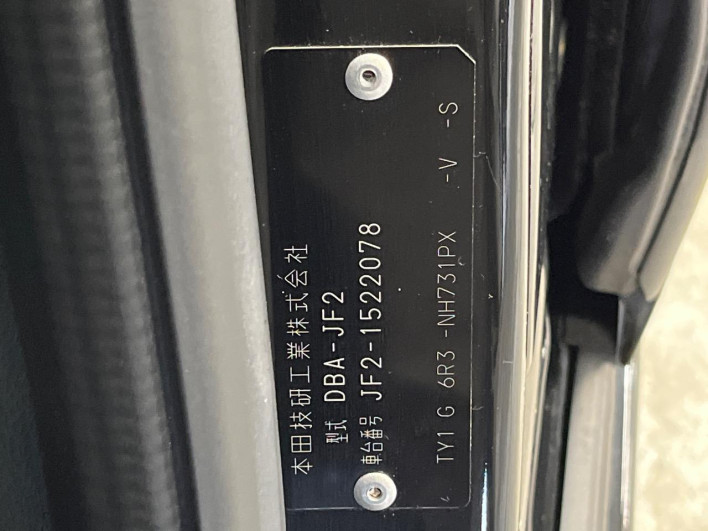 本田技研工業株式会社
型式 DBA-JF2
車台番号 JF2-1522078
TY1G 6R3 -NH731PX -V -S